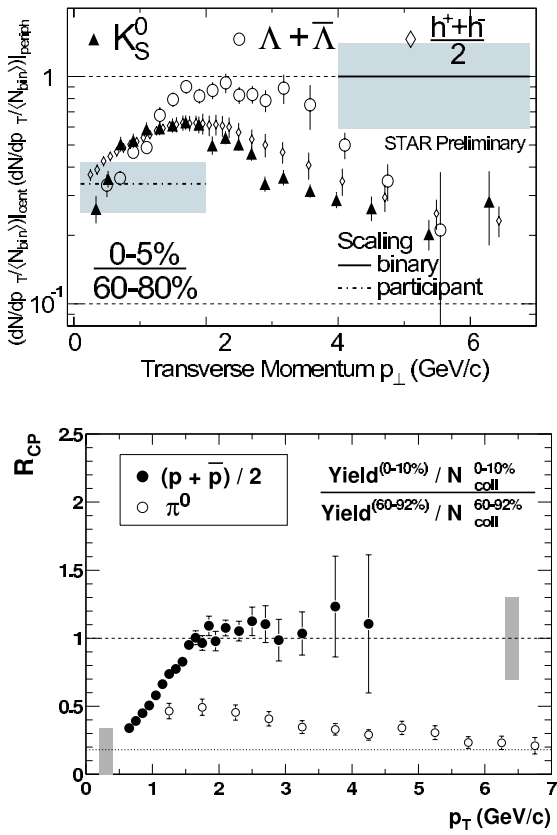 K⁰_S Λ + Λ̄ h⁺+h⁻ / 2
(dN/dp_T/⟨N_bin⟩)|_cent/(dN/dp_T/⟨N_bin⟩)|_periph
1
10⁻¹
STAR Preliminary
0-5%
60-80%
Scaling
binary
participant
0 2 4 6
Transverse Momentum p⊥ (GeV/c)
R_CP
2.5
2
1.5
1
0.5
0
(p + p̄) / 2
π⁰
Yield^(0-10%) / N_coll^0-10%
Yield^(60-92%) / N_coll^60-92%
0 1 2 3 4 5 6 7
p_T (GeV/c)